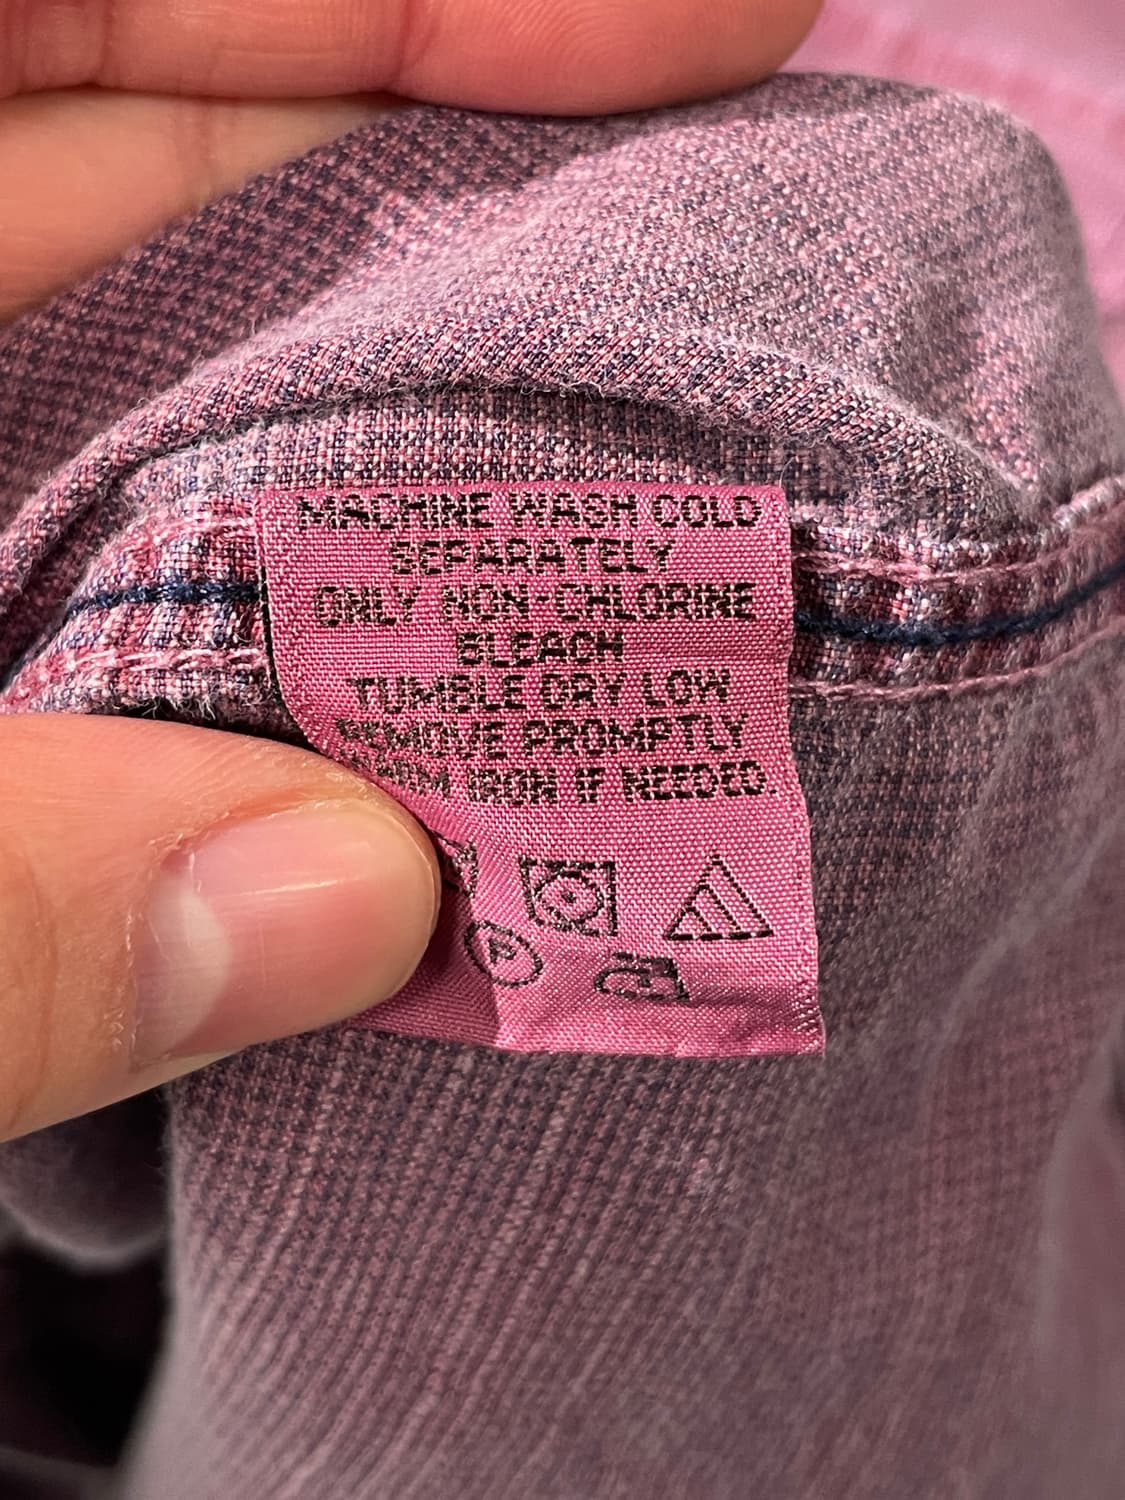 MACHINE WASH COLD
SEPARATELY
ONLY NON-CHLORINE
BLEACH
TUMBLE DRY LOW
REMOVE PROMPTLY
WARM IRON IF NEEDED.
P